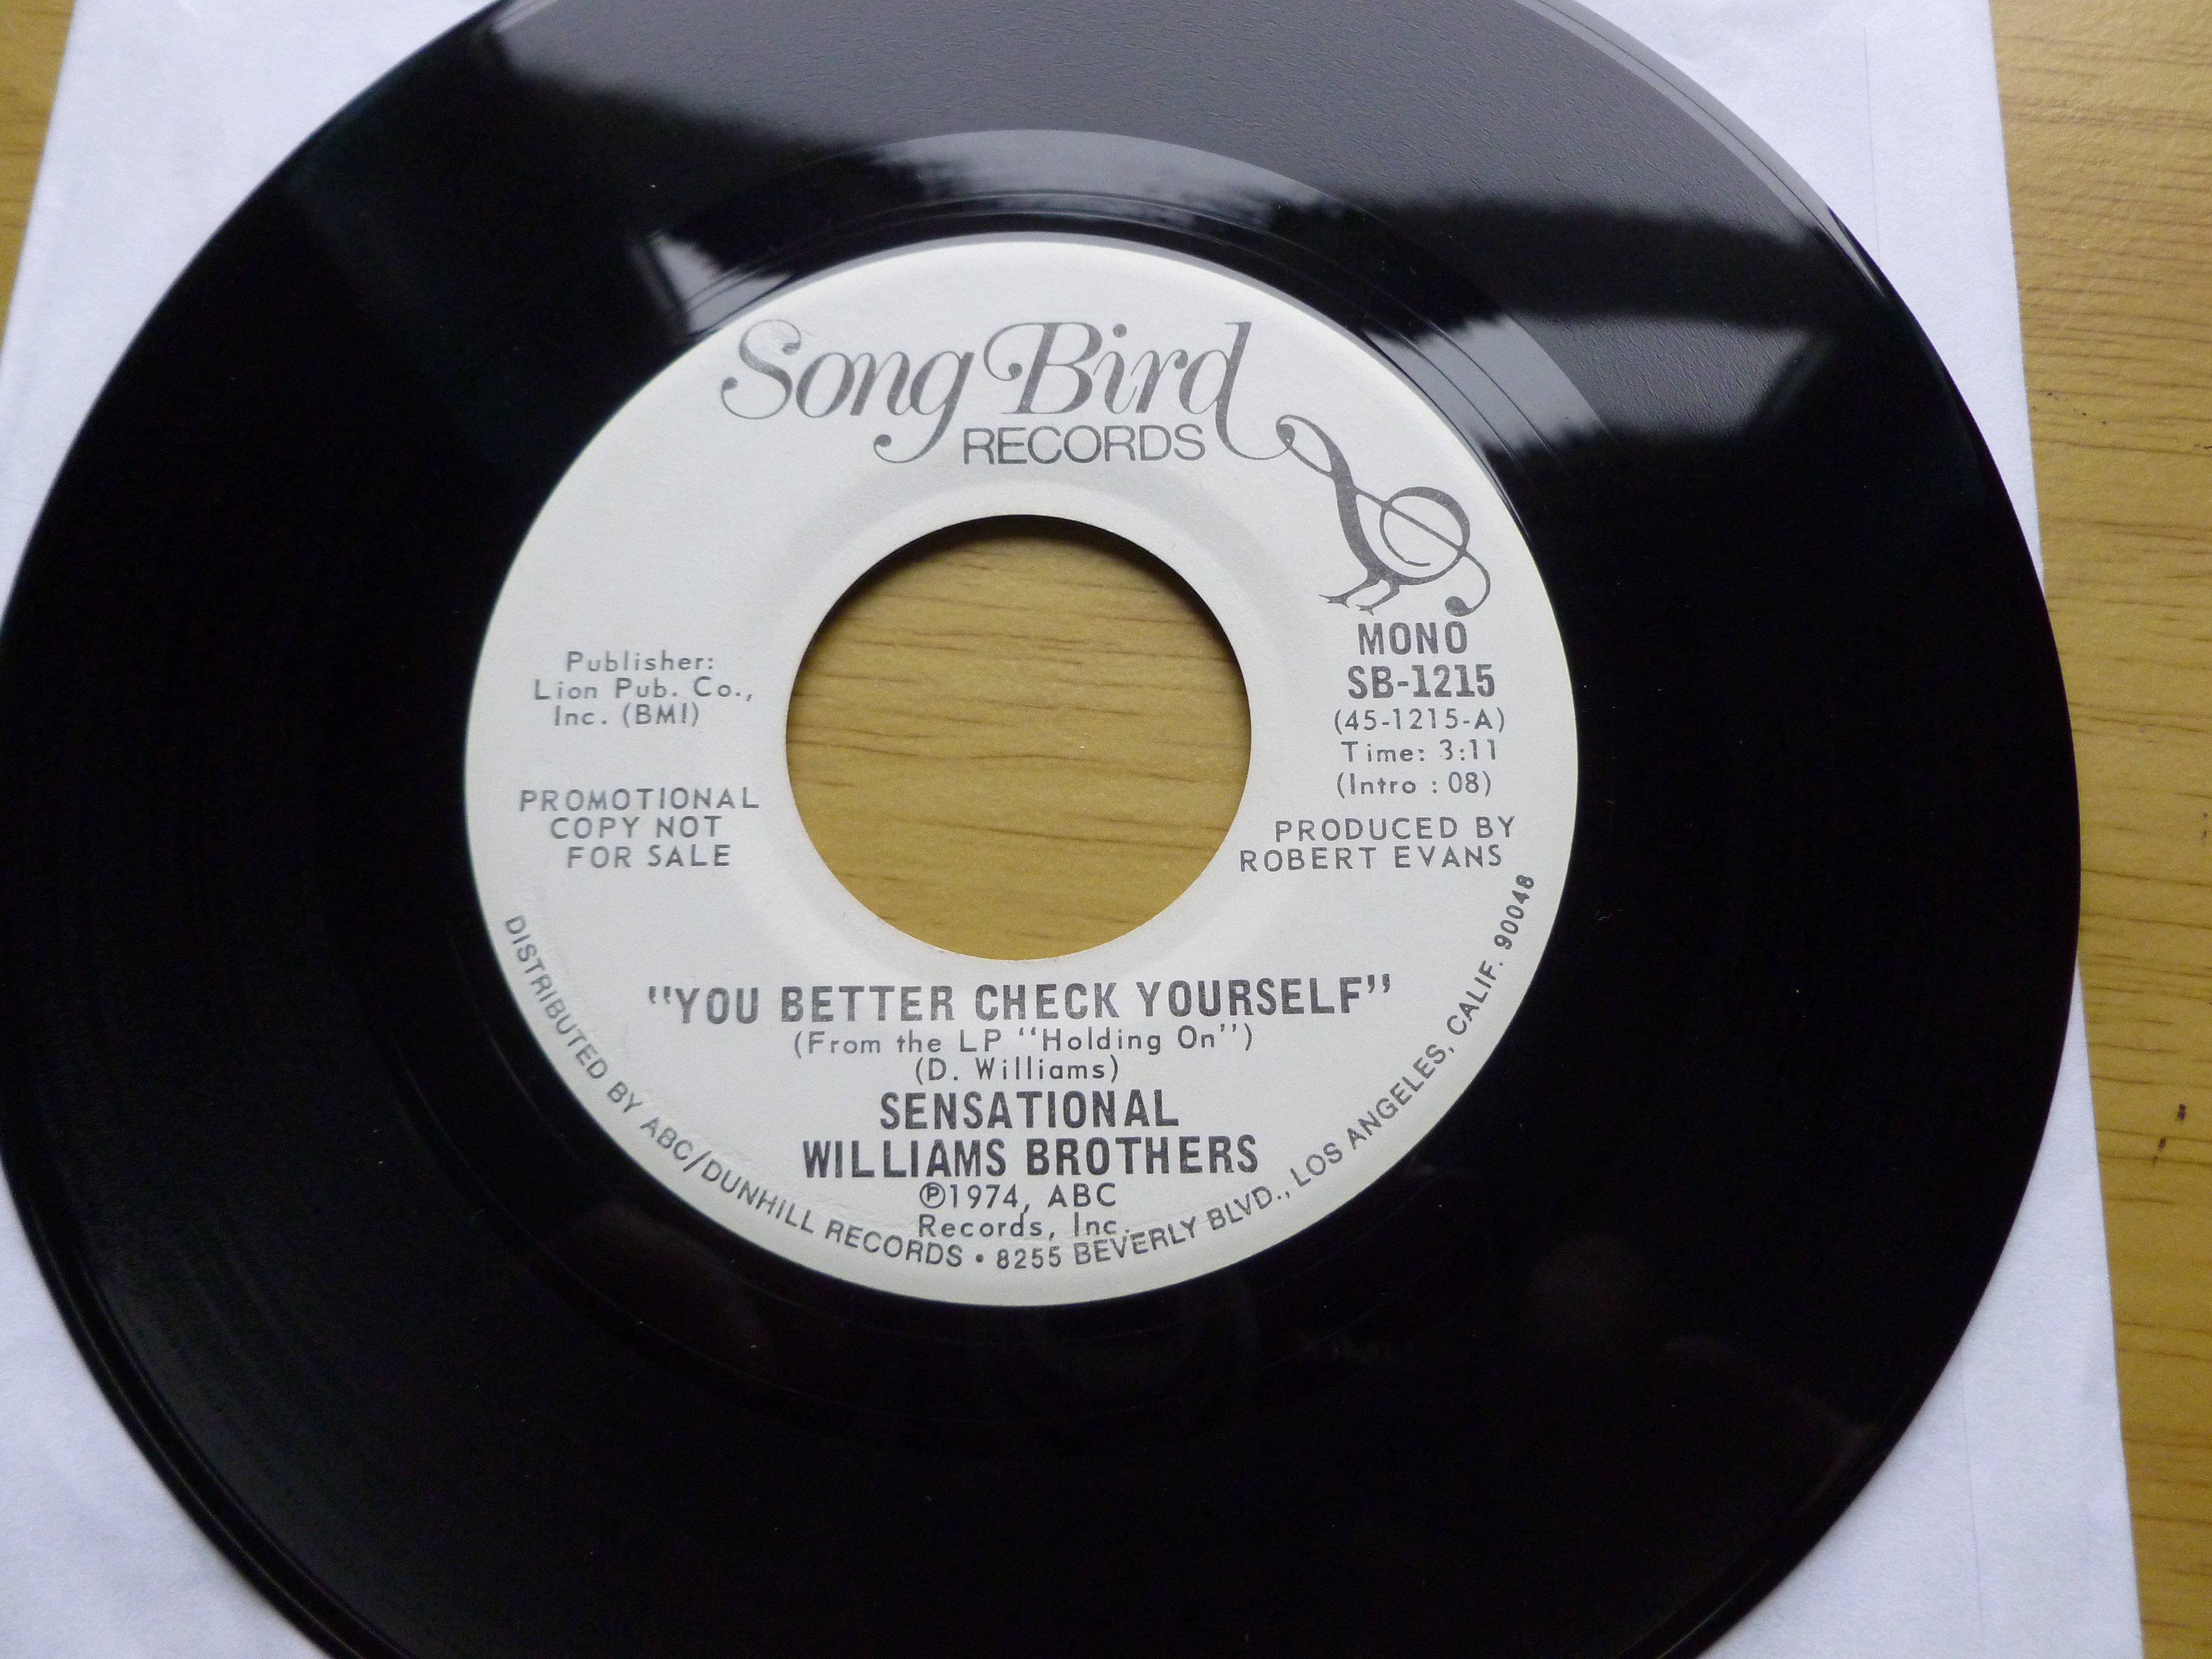 Song Bird
RECORDS
MONO
SB-1215
(45-1215-A)
Time: 3:11
(Intro : 08)
PRODUCED BY
ROBERT EVANS
Publisher:
Lion Pub. Co.,
Inc. (BMI)
PROMOTIONAL
COPY NOT
FOR SALE
"YOU BETTER CHECK YOURSELF"
(From the LP "Holding On")
(D. Williams)
SENSATIONAL
WILLIAMS BROTHERS
℗1974, ABC
Records, Inc.
DISTRIBUTED BY ABC/DUNHILL RECORDS • 8255 BEVERLY BLVD., LOS ANGELES, CALIF. 90048